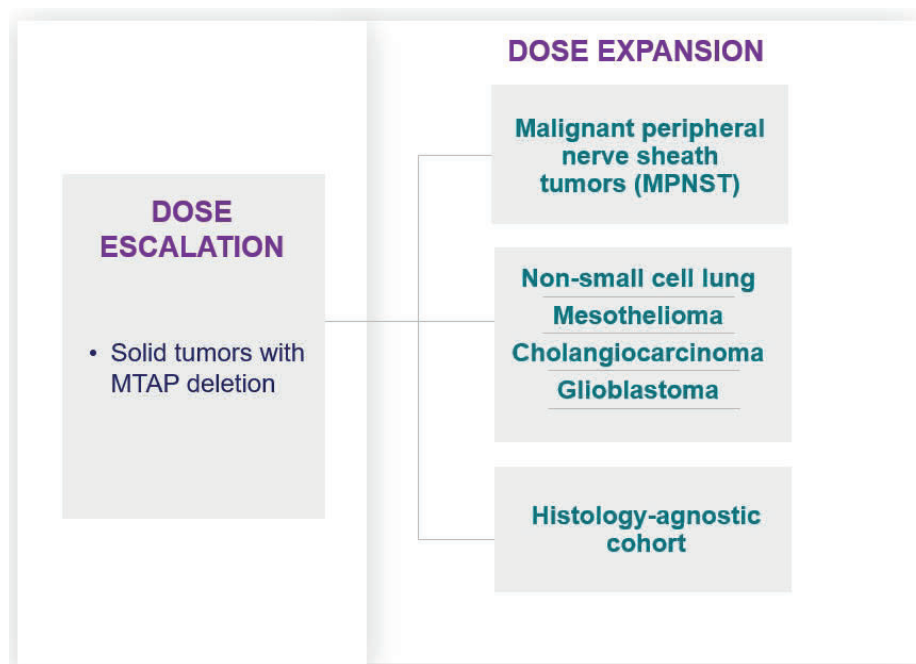 DOSE
ESCALATION
• Solid tumors with
MTAP deletion
DOSE EXPANSION
Malignant peripheral
nerve sheath
tumors (MPNST)
Non-small cell lung
Mesothelioma
Cholangiocarcinoma
Glioblastoma
Histology-agnostic
cohort